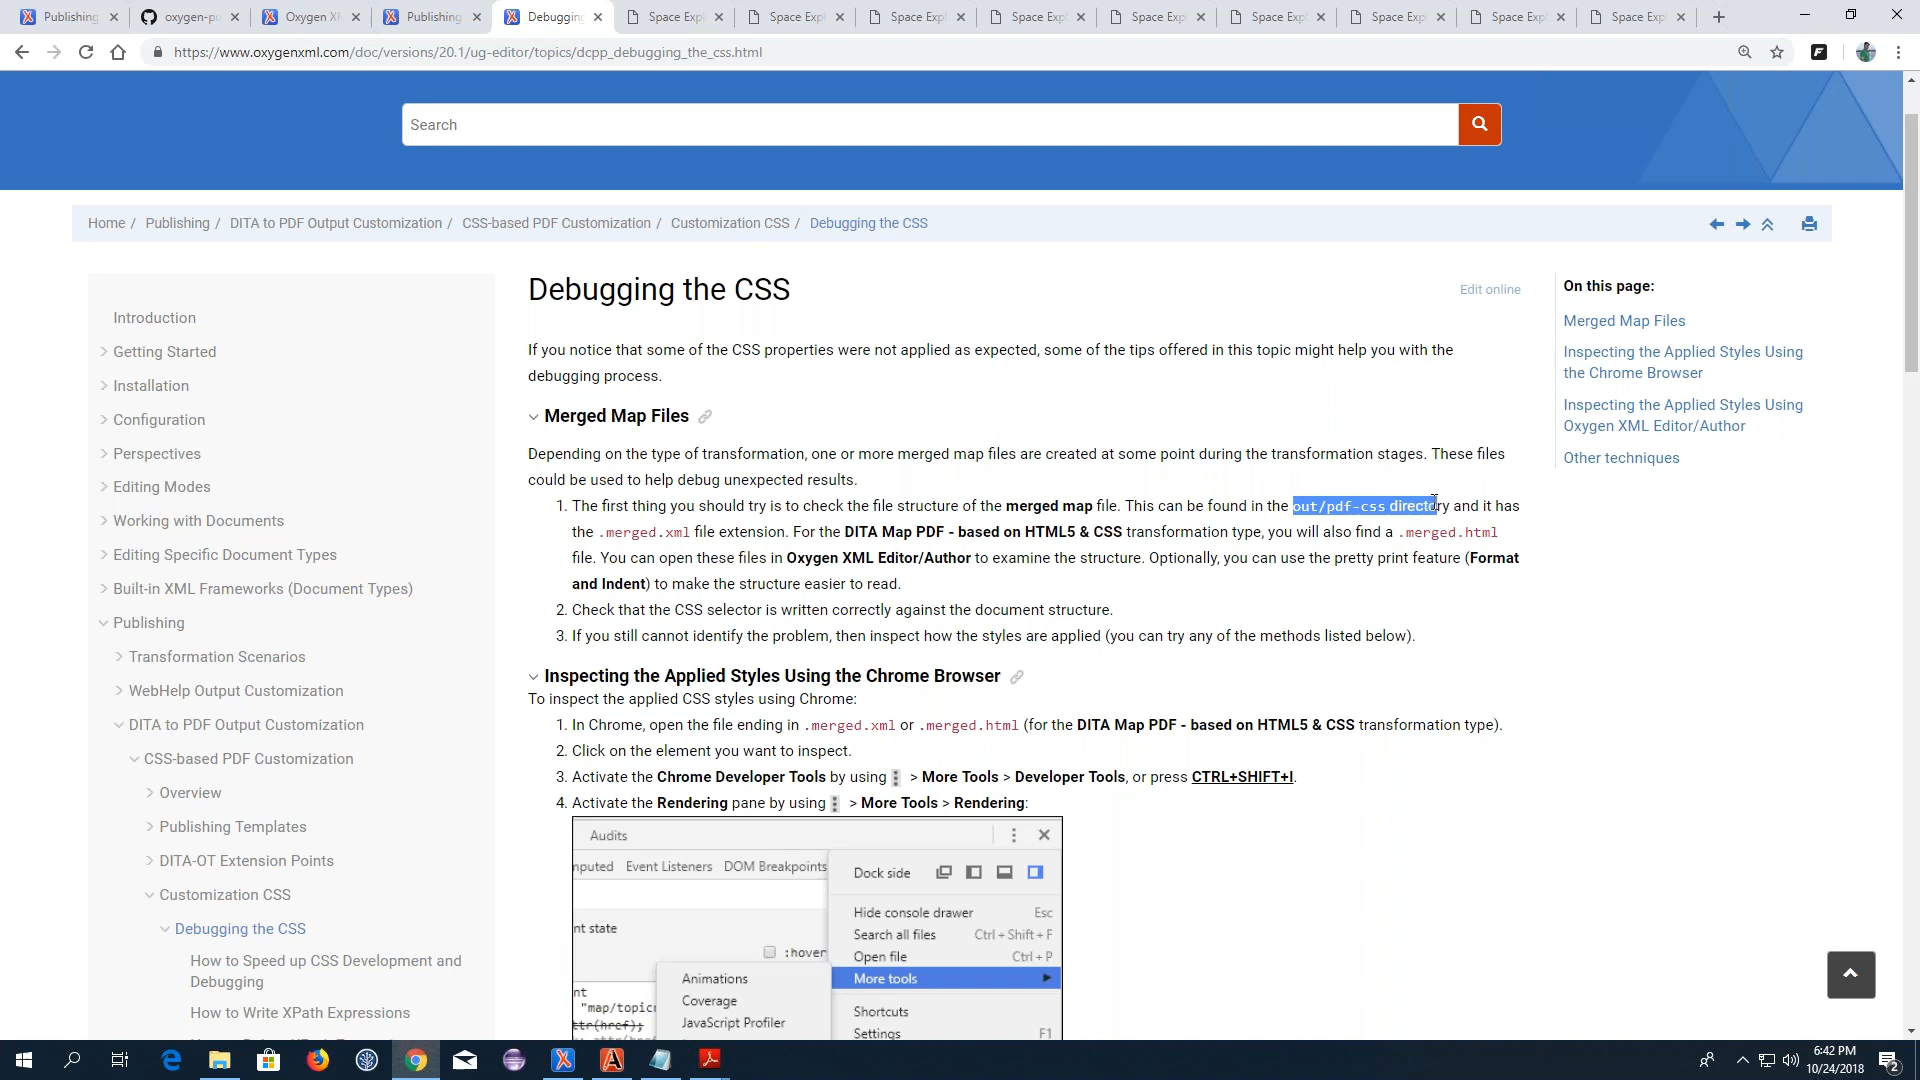 Publishing
oxygen-pu
Oxygen XM
Publishing
Debugging
Space Expl
Space Expl
Space Expl
Space Expl
Space Expl
Space Expl
Space Expl
Space Expl
Space Expl
https://www.oxygenxml.com/doc/versions/20.1/ug-editor/topics/dcpp_debugging_the_css.html
Search
Home / Publishing / DITA to PDF Output Customization / CSS-based PDF Customization / Customization CSS / Debugging the CSS
Introduction
Getting Started
Installation
Configuration
Perspectives
Editing Modes
Working with Documents
Editing Specific Document Types
Built-in XML Frameworks (Document Types)
Publishing
Transformation Scenarios
WebHelp Output Customization
DITA to PDF Output Customization
CSS-based PDF Customization
Overview
Publishing Templates
DITA-OT Extension Points
Customization CSS
Debugging the CSS
How to Speed up CSS Development and
Debugging
How to Write XPath Expressions
Debugging the CSS
Edit online
If you notice that some of the CSS properties were not applied as expected, some of the tips offered in this topic might help you with the
debugging process.
Merged Map Files
Depending on the type of transformation, one or more merged map files are created at some point during the transformation stages. These files
could be used to help debug unexpected results.
1. The first thing you should try is to check the file structure of the merged map file. This can be found in the out/pdf-css directory and it has
the .merged.xml file extension. For the DITA Map PDF - based on HTML5 & CSS transformation type, you will also find a .merged.html
file. You can open these files in Oxygen XML Editor/Author to examine the structure. Optionally, you can use the pretty print feature (Format
and Indent) to make the structure easier to read.
2. Check that the CSS selector is written correctly against the document structure.
3. If you still cannot identify the problem, then inspect how the styles are applied (you can try any of the methods listed below).
Inspecting the Applied Styles Using the Chrome Browser
To inspect the applied CSS styles using Chrome:
1. In Chrome, open the file ending in .merged.xml or .merged.html (for the DITA Map PDF - based on HTML5 & CSS transformation type).
2. Click on the element you want to inspect.
3. Activate the Chrome Developer Tools by using > More Tools > Developer Tools, or press CTRL+SHIFT+I.
4. Activate the Rendering pane by using > More Tools > Rendering:
Audits
mputed Event Listeners DOM Breakpoints
Dock side
Hide console drawer Esc
nt state
Search all files Ctrl + Shift + F
:hover
Open file Ctrl + P
Animations
More tools
nt
Coverage
"map/topicr
Shortcuts
JavaScript Profiler
ttr(href);
Settings F1
On this page:
Merged Map Files
Inspecting the Applied Styles Using
the Chrome Browser
Inspecting the Applied Styles Using
Oxygen XML Editor/Author
Other techniques
6:42 PM
10/24/2018
2